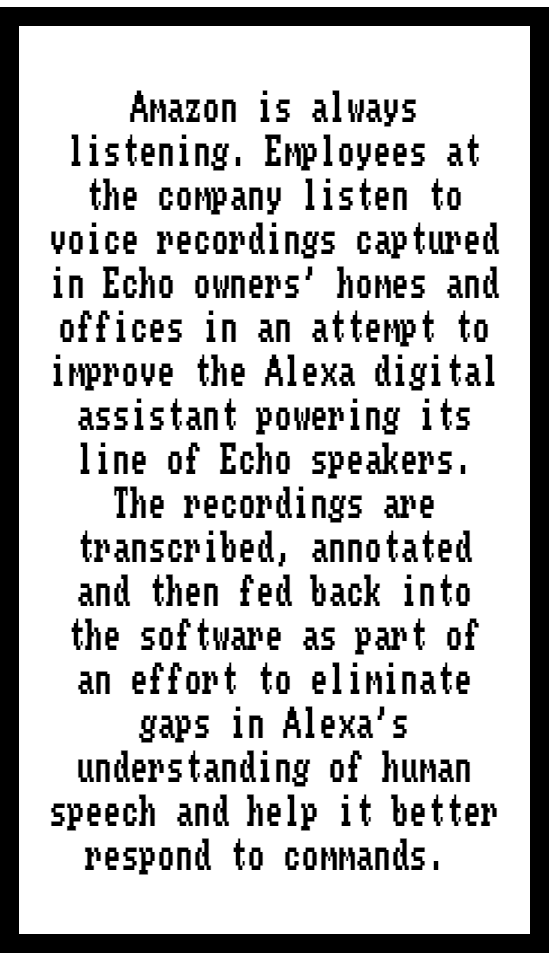 Amazon is always
listening. Employees at
the company listen to
voice recordings captured
in Echo owners' homes and
offices in an attempt to
improve the Alexa digital
assistant powering its
line of Echo speakers.
The recordings are
transcribed, annotated
and then fed back into
the software as part of
an effort to eliminate
gaps in Alexa's
understanding of human
speech and help it better
respond to commands.